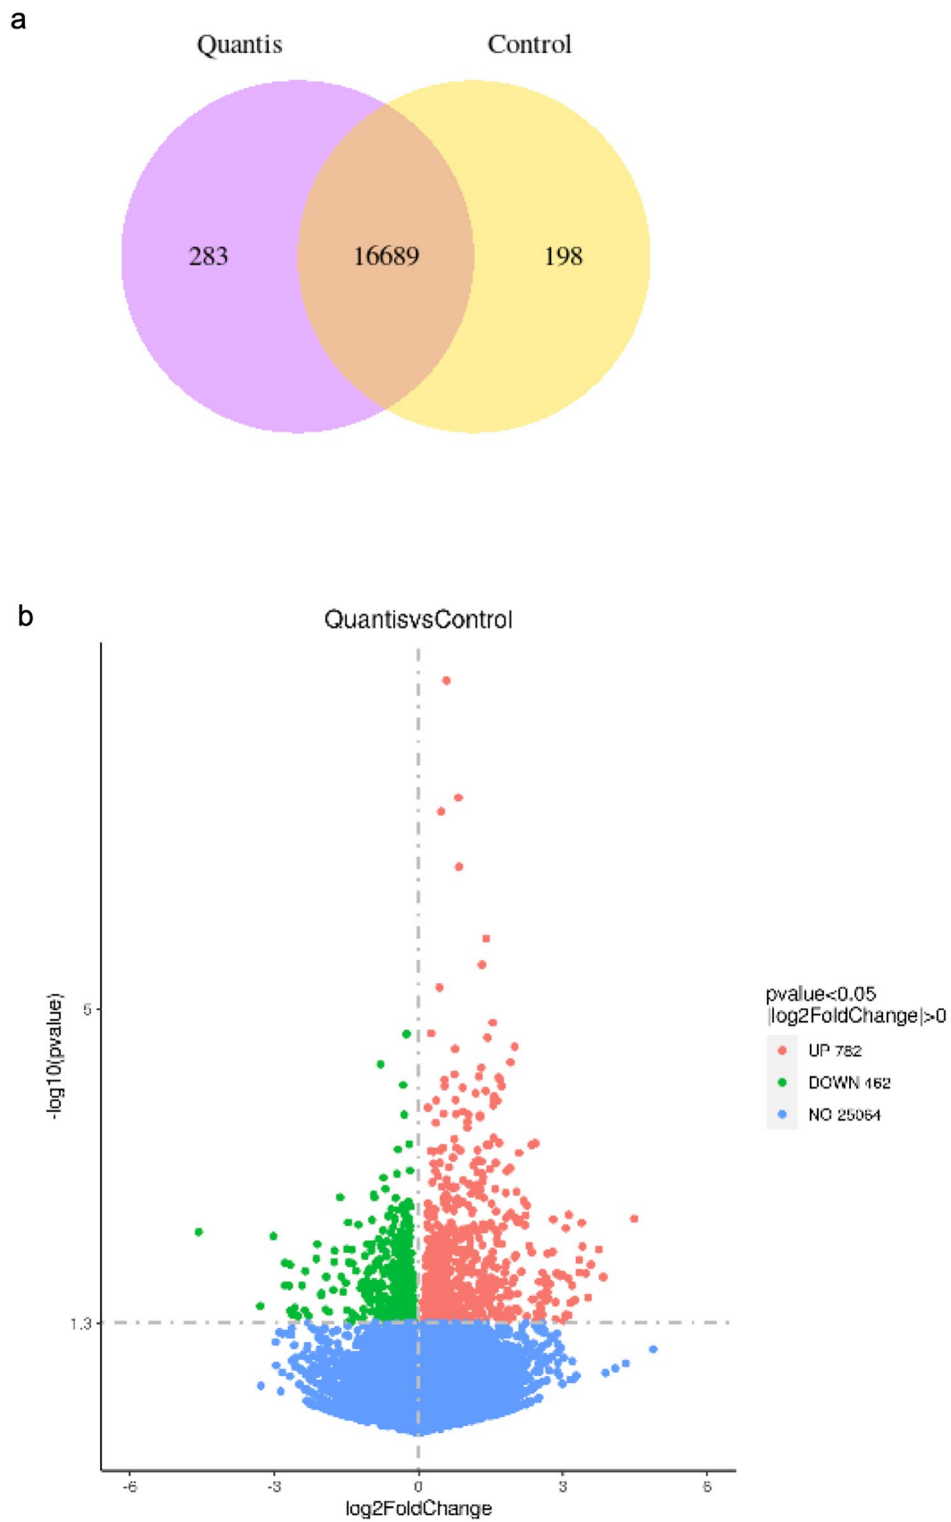 a
Quantis Control
283 16689 198
b
QuantisvsControl
-log10(pvalue)
5
1.3
-6 -3 0 3 6
log2FoldChange
pvalue<0.05
|log2FoldChange|>0
UP 782
DOWN 462
NO 25064